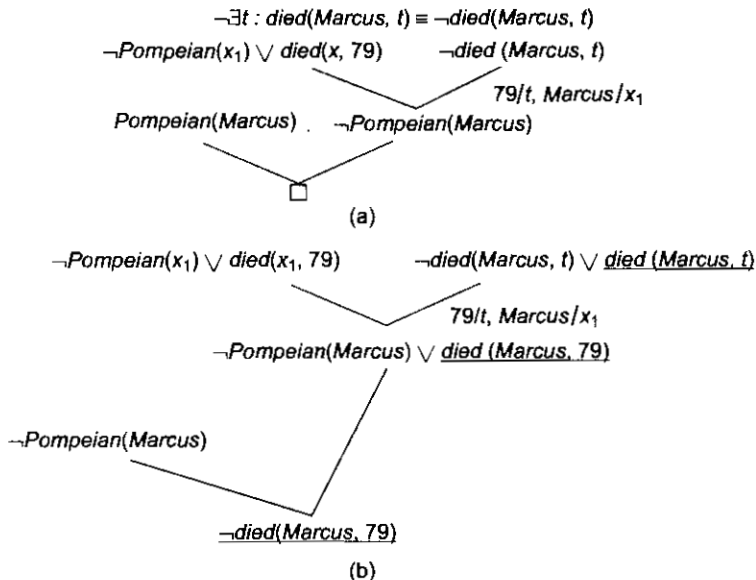 ¬∃t : died(Marcus, t) ≡ ¬died(Marcus, t)
¬Pompeian(x₁) ∨ died(x, 79) ¬died (Marcus, t)
79/t, Marcus/x₁
Pompeian(Marcus) . ¬Pompeian(Marcus)
(a)
¬Pompeian(x₁) ∨ died(x₁, 79) ¬died(Marcus, t) ∨ died (Marcus, t)
79/t, Marcus/x₁
¬Pompeian(Marcus) ∨ died (Marcus, 79)
¬Pompeian(Marcus)
¬died(Marcus, 79)
(b)